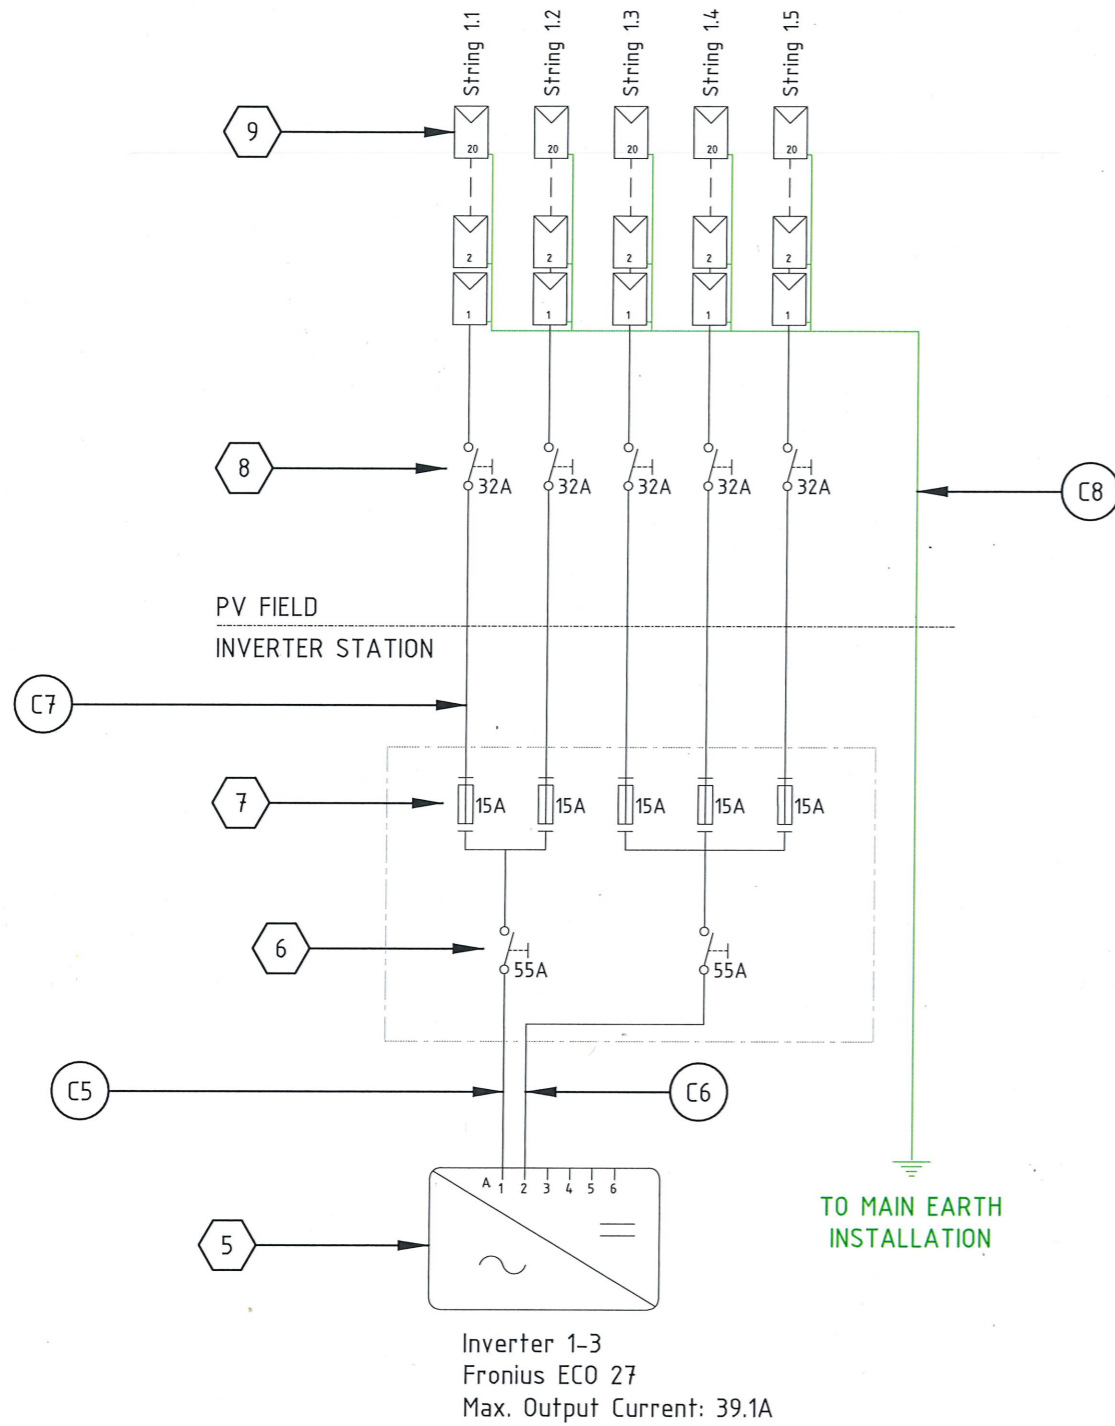 String 1.1
String 1.2
String 1.3
String 1.4
String 1.5
9
20 20 20 20 20
2 2 2 2 2
1 1 1 1 1
8
32A 32A 32A 32A 32A
C8
PV FIELD
INVERTER STATION
C7
7
15A 15A 15A 15A 15A
6
55A 55A
C5
C6
A 1 2 3 4 5 6
5
TO MAIN EARTH
INSTALLATION
Inverter 1-3
Fronius ECO 27
Max. Output Current: 39.1A